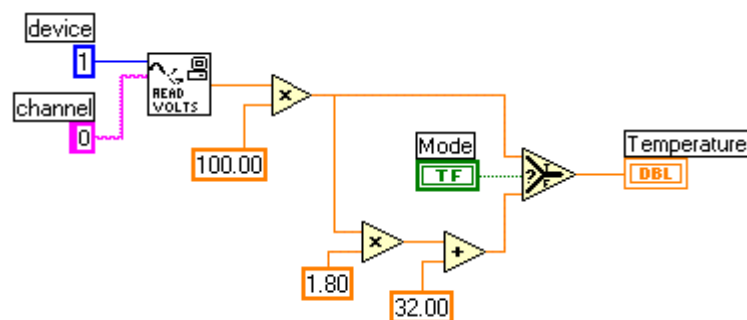 device
1
READ
VOLTS
channel
0
×
100.00
Mode
TF
?
T
F
Temperature
DBL
×
1.80
+
32.00